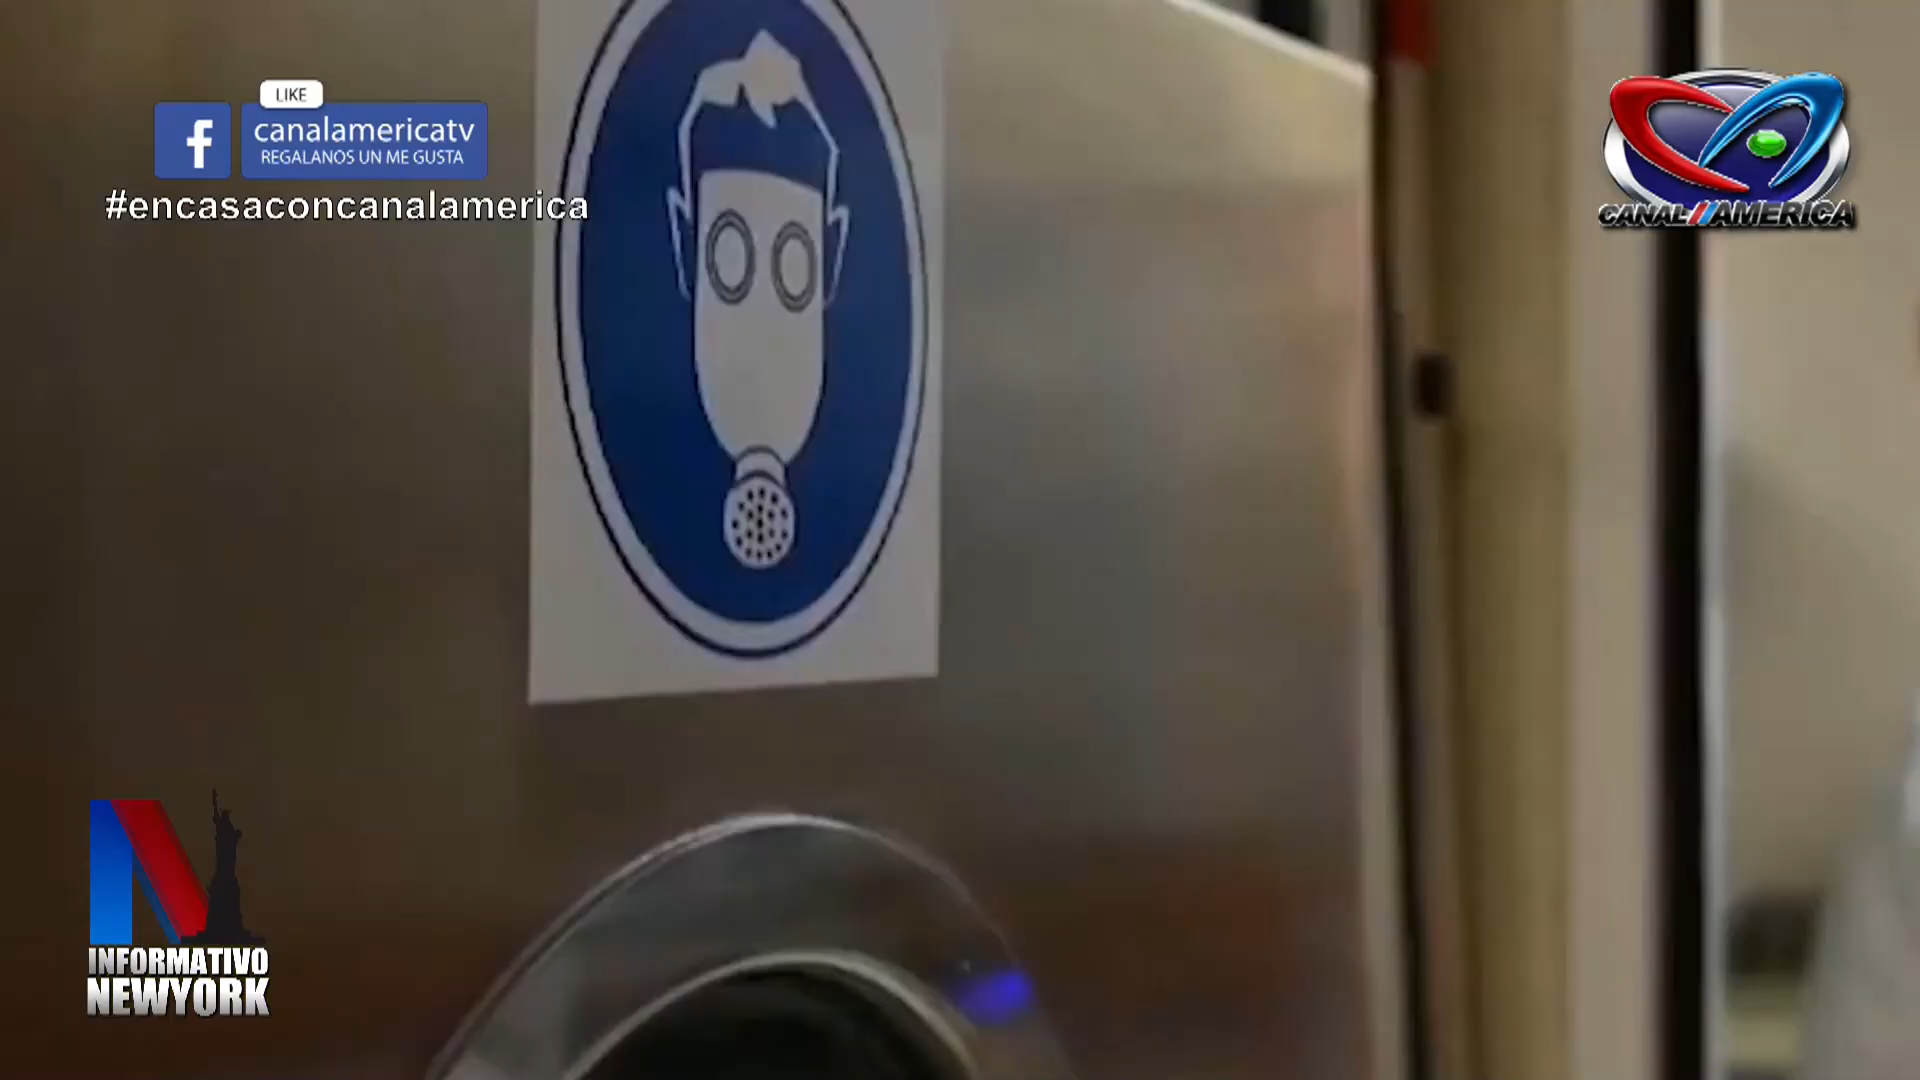 LIKE
canalamericatv
REGALANOS UN ME GUSTA
#encasaconcanalamerica
CANAL AMERICA
INFORMATIVO
NEWYORK